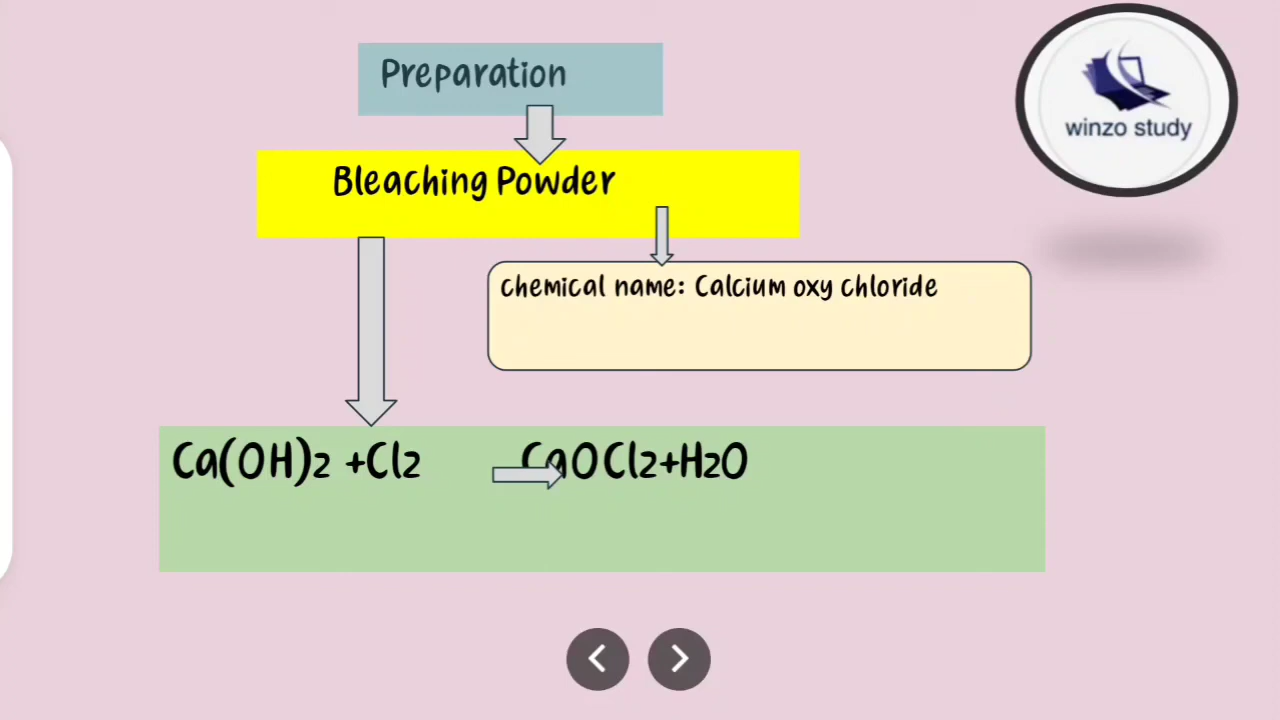 Preparation
winzo study
Bleaching Powder
chemical name: Calcium oxy chloride
Ca(OH)2 +Cl2 CaOCl2+H2O